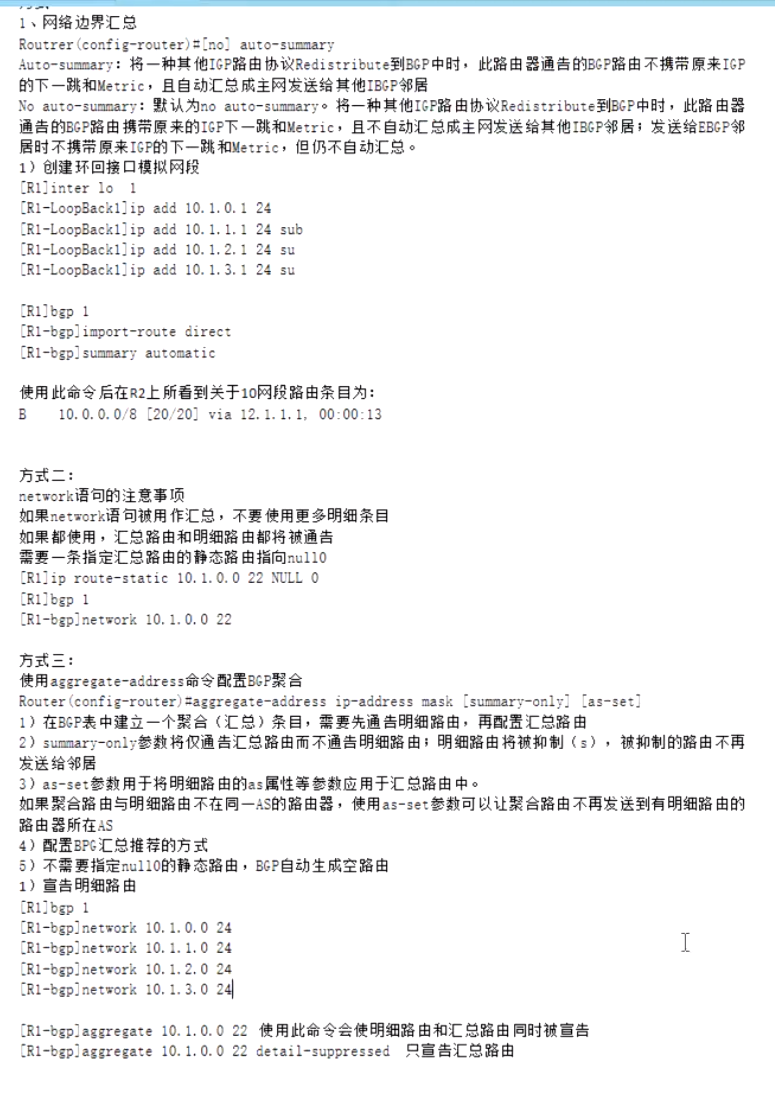 1、网络边界汇总
Routrer(config-router)#[no] auto-summary
Auto-summary：将一种其他IGP路由协议Redistribute到BGP中时，此路由器通告的BGP路由不携带原来IGP
的下一跳和Metric，且自动汇总成主网发送给其他IBGP邻居
No auto-summary：默认为no auto-summary。将一种其他IGP路由协议Redistribute到BGP中时，此路由器
通告的BGP路由携带原来的IGP下一跳和Metric，且不自动汇总成主网发送给其他IBGP邻居；发送给EBGP邻
居时不携带原来IGP的下一跳和Metric，但仍不自动汇总。
1）创建环回接口模拟网段
[R1]inter lo  1
[R1-LoopBack1]ip add 10.1.0.1 24
[R1-LoopBack1]ip add 10.1.1.1 24 sub
[R1-LoopBack1]ip add 10.1.2.1 24 su
[R1-LoopBack1]ip add 10.1.3.1 24 su
[R1]bgp 1
[R1-bgp]import-route direct
[R1-bgp]summary automatic
使用此命令后在R2上所看到关于10网段路由条目为：
B    10.0.0.0/8 [20/20] via 12.1.1.1, 00:00:13
方式二：
network语句的注意事项
如果network语句被用作汇总，不要使用更多明细条目
如果都使用，汇总路由和明细路由都将被通告
需要一条指定汇总路由的静态路由指向null0
[R1]ip route-static 10.1.0.0 22 NULL 0
[R1]bgp 1
[R1-bgp]network 10.1.0.0 22
方式三：
使用aggregate-address命令配置BGP聚合
Router(config-router)#aggregate-address ip-address mask [summary-only] [as-set]
1）在BGP表中建立一个聚合（汇总）条目，需要先通告明细路由，再配置汇总路由
2）summary-only参数将仅通告汇总路由而不通告明细路由；明细路由将被抑制（s），被抑制的路由不再
发送给邻居
3）as-set参数用于将明细路由的as属性等参数应用于汇总路由中。
如果聚合路由与明细路由不在同一AS的路由器，使用as-set参数可以让聚合路由不再发送到有明细路由的
路由器所在AS
4）配置BPG汇总推荐的方式
5）不需要指定null0的静态路由，BGP自动生成空路由
1）宣告明细路由
[R1]bgp 1
[R1-bgp]network 10.1.0.0 24
[R1-bgp]network 10.1.1.0 24
[R1-bgp]network 10.1.2.0 24
[R1-bgp]network 10.1.3.0 24
[R1-bgp]aggregate 10.1.0.0 22 使用此命令会使明细路由和汇总路由同时被宣告
[R1-bgp]aggregate 10.1.0.0 22 detail-suppressed  只宣告汇总路由